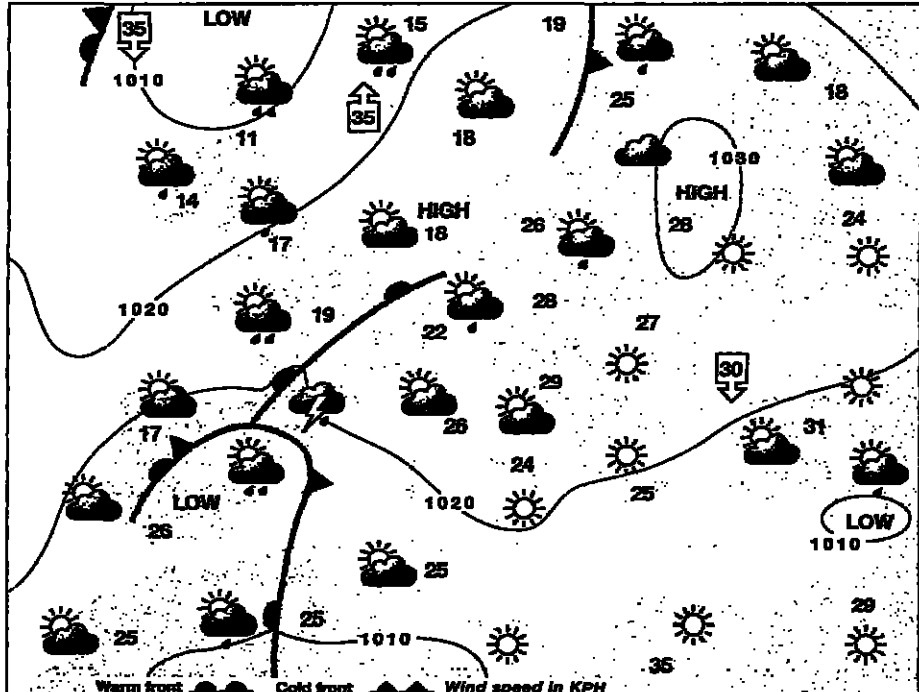 LOW 15 19
35
1010
25
18
35
11
18
1030
14
HIGH
HIGH 26 28 24
17 18
1020 19 22 28 27
29 30
17 26 31
24
LOW 1020 25
26 LOW
1010
25
29
25 25 1010
35
Warm front Cold front Wind speed in KPH